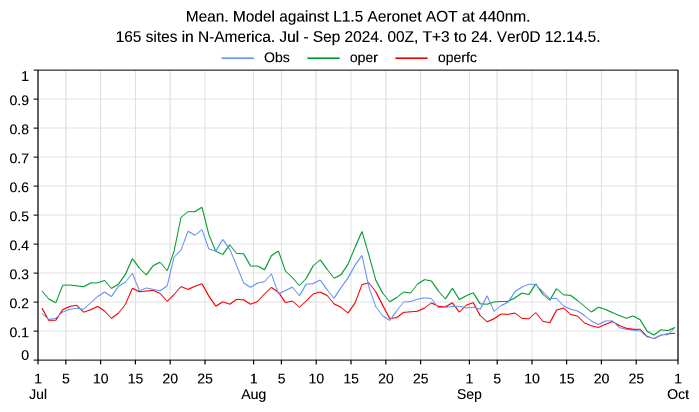 Mean. Model against L1.5 Aeronet AOT at 440nm.
165 sites in N-America. Jul - Sep 2024. 00Z, T+3 to 24. Ver0D 12.14.5.
Obs oper operfc
1
0.9
0.8
0.7
0.6
0.5
0.4
0.3
0.2
0.1
0
1 5 10 15 20 25 1 5 10 15 20 25 1 5 10 15 20 25 1
Jul Aug Sep Oct